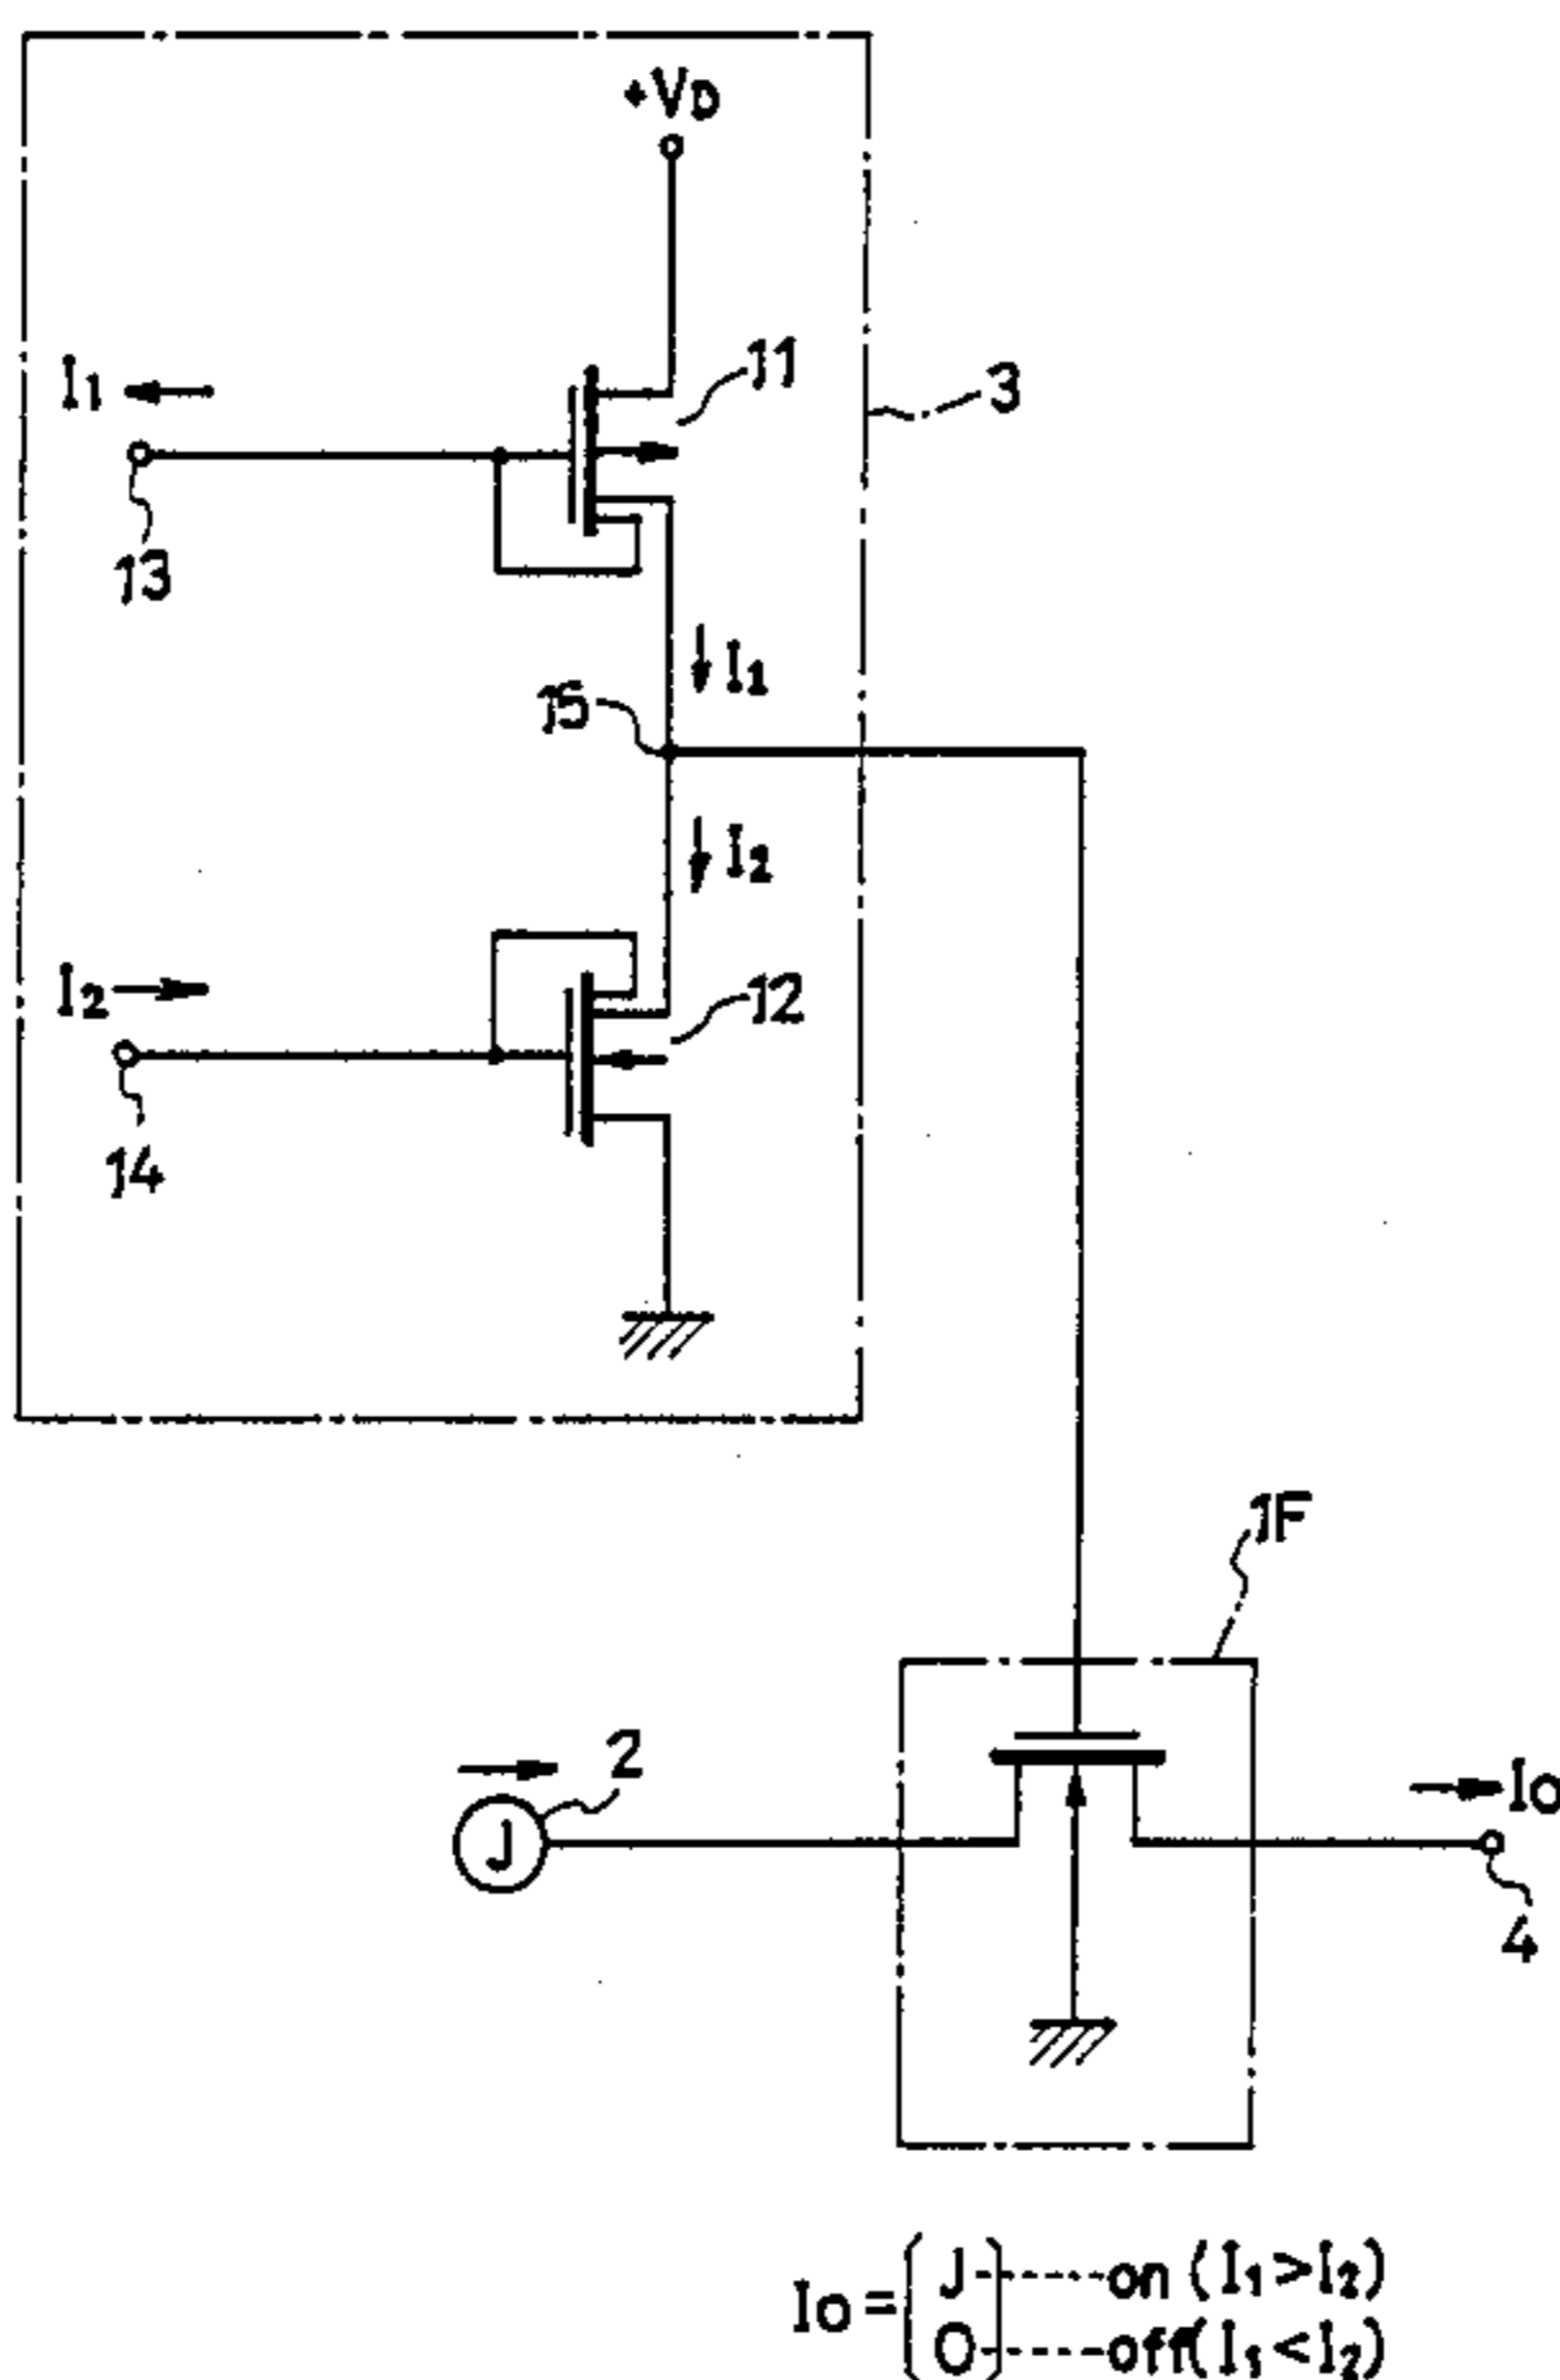 +VD
I1
11
3
13
I1
15
I2
I2
12
14
1F
2
J
Io
4
Io = { J ------ on (I1 > I2)
O ------ off (I1 < I2)